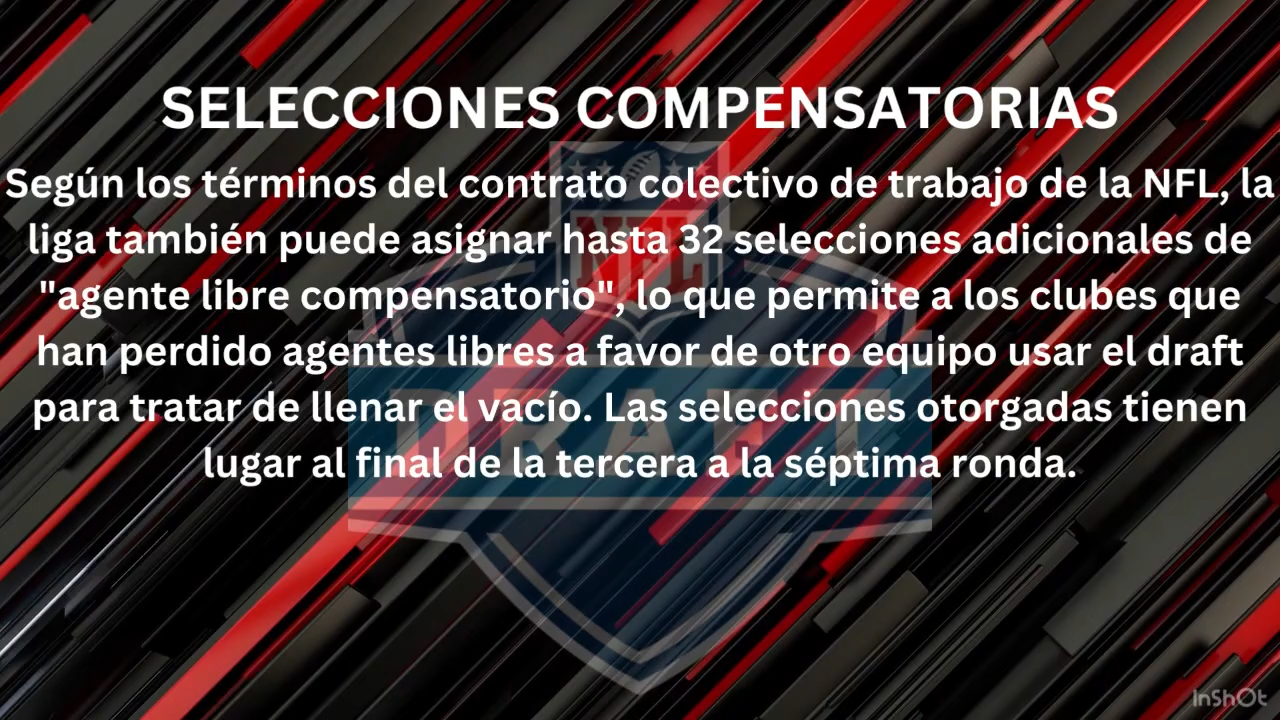 SELECCIONES COMPENSATORIAS
Según los términos del contrato colectivo de trabajo de la NFL, la
liga también puede asignar hasta 32 selecciones adicionales de
"agente libre compensatorio", lo que permite a los clubes que
han perdido agentes libres a favor de otro equipo usar el draft
para tratar de llenar el vacío. Las selecciones otorgadas tienen
lugar al final de la tercera a la séptima ronda.
NFL
DRAFT
InShOt